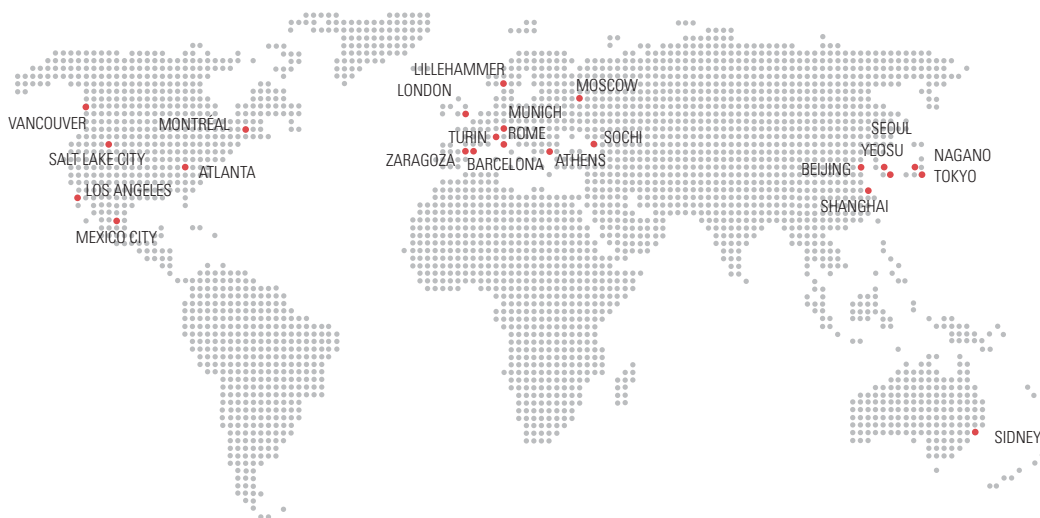 LILLEHAMMER
LONDON
MOSCOW
MUNICH
VANCOUVER
MONTRÉAL
TURIN
ROME
SOCHI
SEOUL
YEOSU
SALT LAKE CITY
ATLANTA
ZARAGOZA
BARCELONA
ATHENS
BEIJING
NAGANO
TOKYO
LOS ANGELES
SHANGHAI
MEXICO CITY
SIDNEY